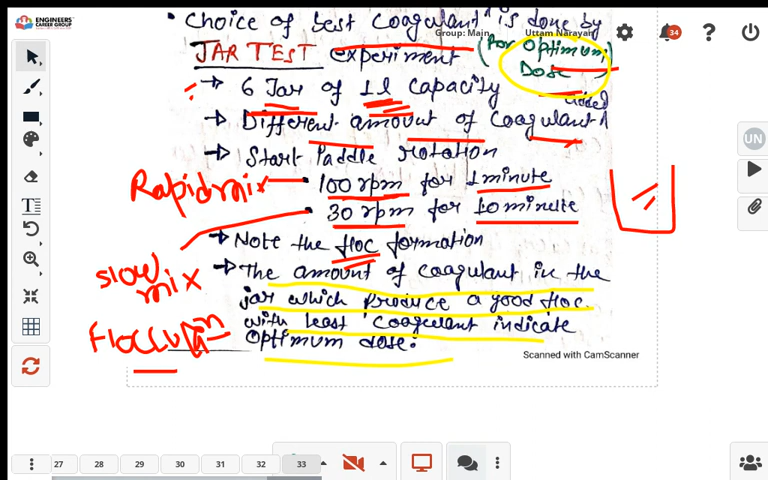 ENGINEERS
CAREER GROUP
Group: Main
Uttam Narayan
34
• Choice of best Coagulant is done by
JAR TEST experiment (For Optimum
Dose)
→ 6 Jar of 1l capacity
→ Different amount of Coagulant added
→ Start Paddle rotation
Rapid mix
• 100 rpm for 1 minute
• 30 rpm for 10 minute
slow
mix
→ Note the floc formation
→ The amount of coagulant in the
jar which produce a good floc
with least coagulant indicate
optimum dose.
Scanned with CamScanner
UN
27 28 29 30 31 32 33